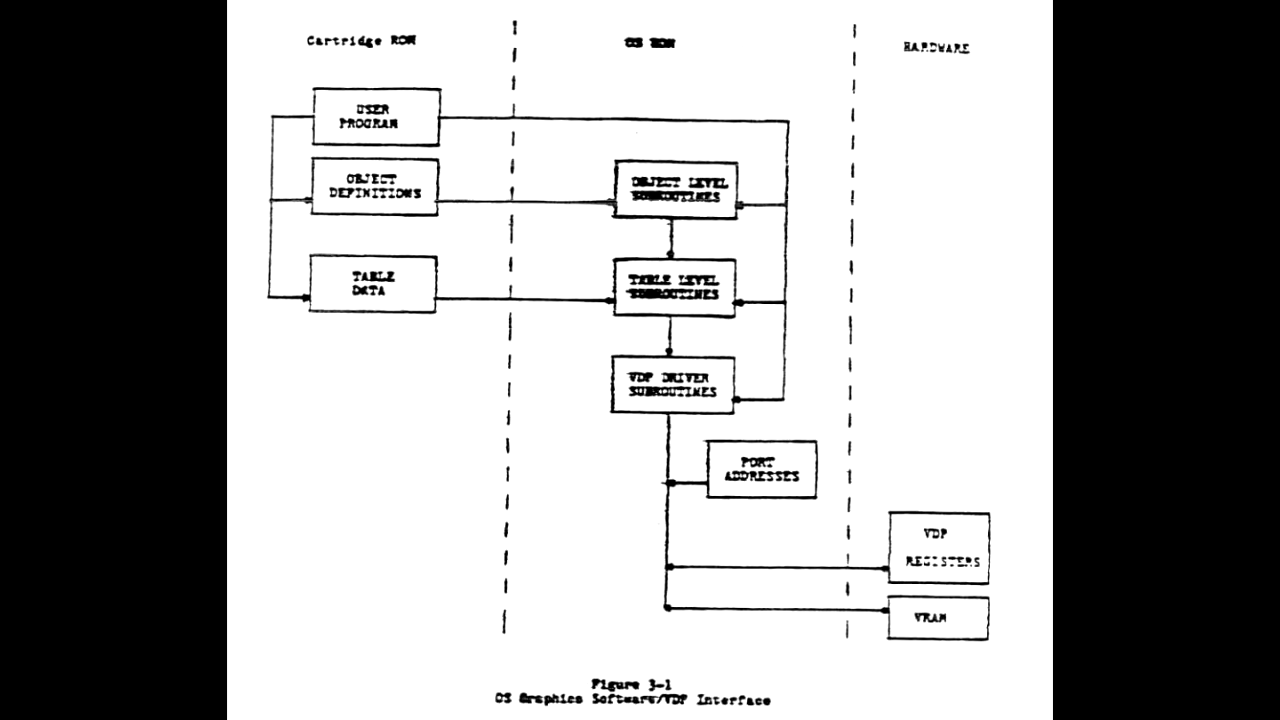 Cartridge ROM
OS ROM
HARDWARE
USER
PROGRAM
OBJECT
DEFINITIONS
OBJECT LEVEL
SUBROUTINES
TABLE
DATA
TABLE LEVEL
SUBROUTINES
VDP DRIVER
SUBROUTINES
PORT
ADDRESSES
VDP
REGISTERS
VRAM
Figure 3-1
OS Graphics Software/VDP Interface